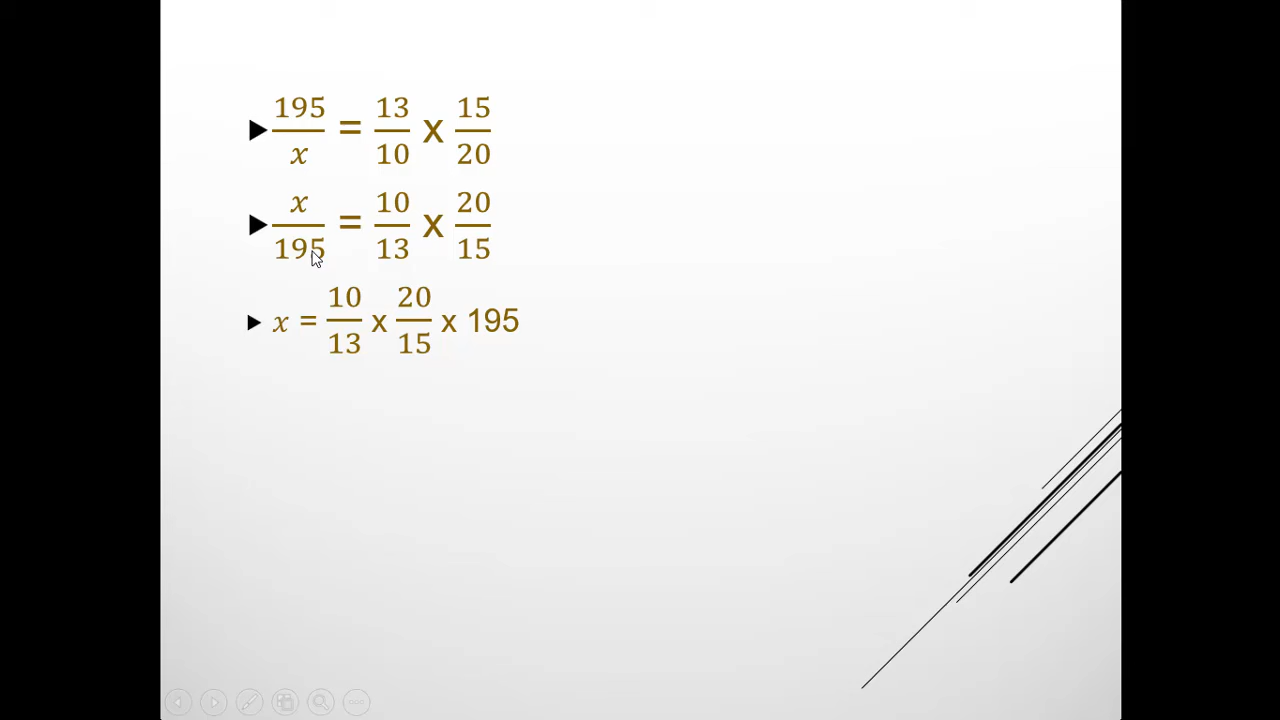 195/x = 13/10 x 15/20
x/195 = 10/13 x 20/15
x = 10/13 x 20/15 x 195